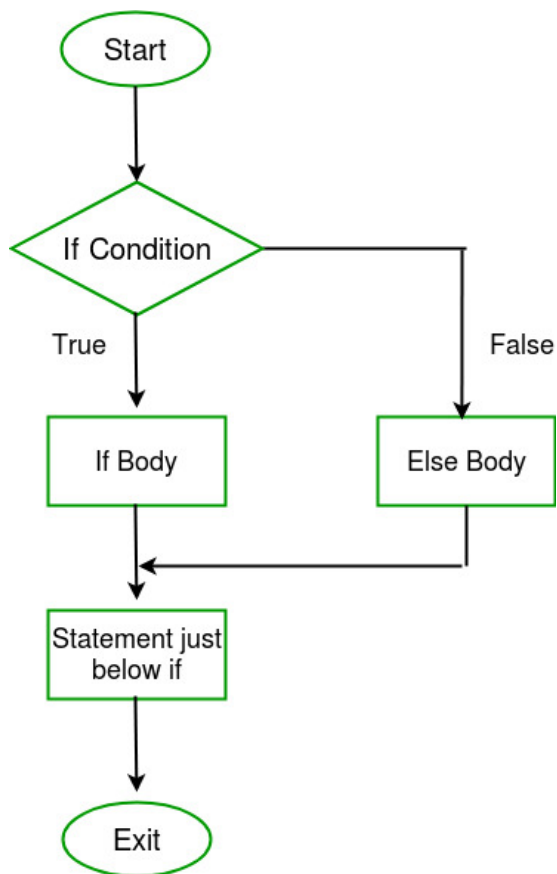 Start
If Condition
True
False
If Body
Else Body
Statement just
below if
Exit